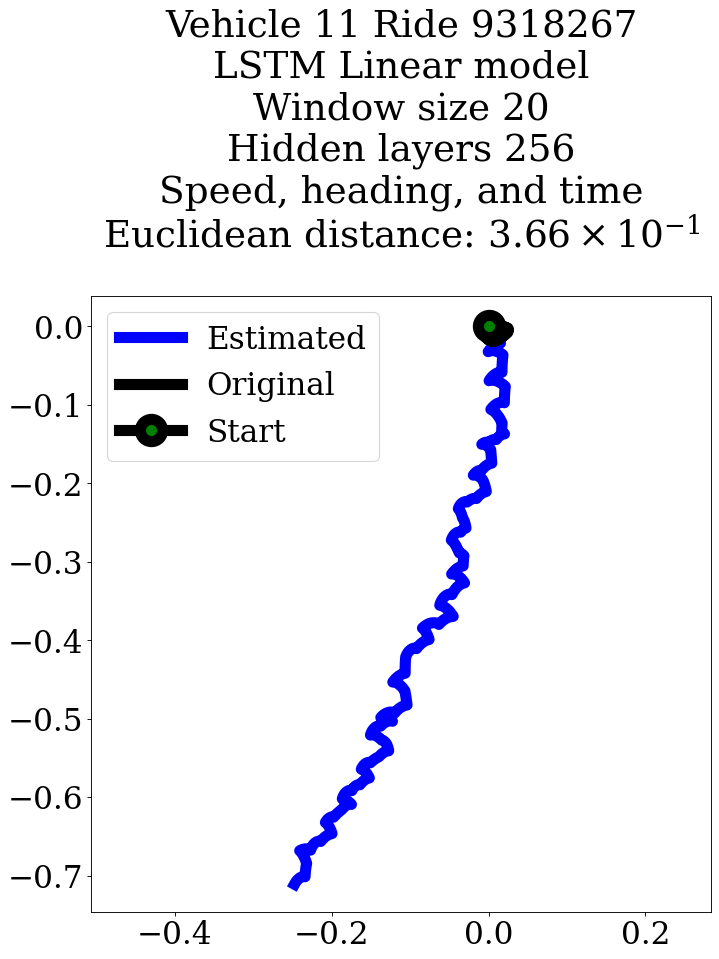 Vehicle 11 Ride 9318267
LSTM Linear model
Window size 20
Hidden layers 256
Speed, heading, and time
Euclidean distance: 3.66 × 10⁻¹
Estimated
Original
Start
0.0
−0.1
−0.2
−0.3
−0.4
−0.5
−0.6
−0.7
−0.4 −0.2 0.0 0.2